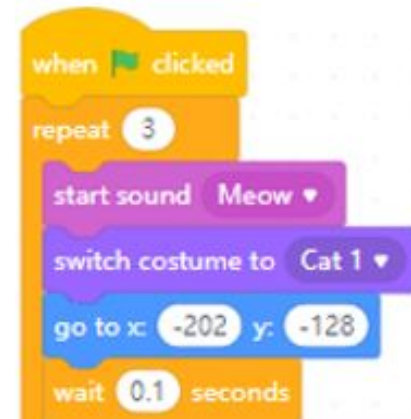 when clicked
repeat 3
start sound Meow
switch costume to Cat 1
go to x: -202 y: -128
wait 0.1 seconds